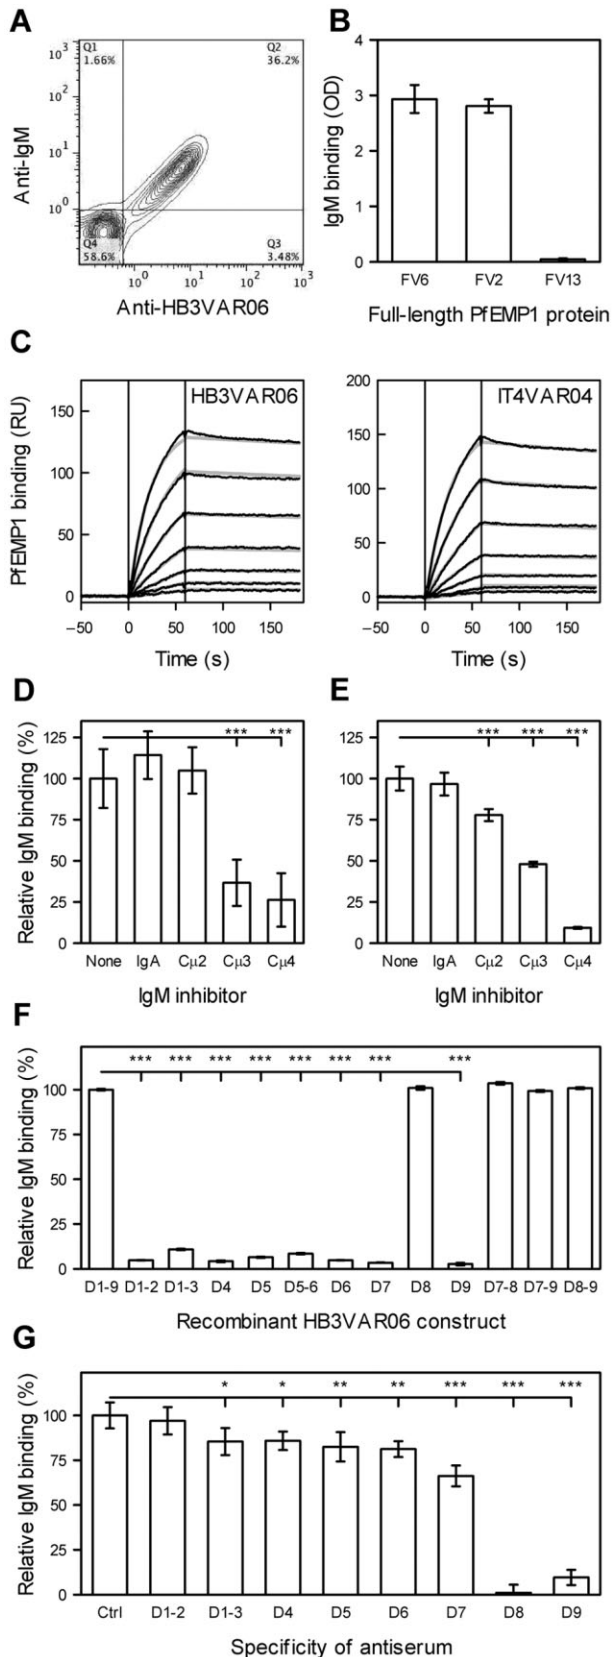 A
Anti-IgM
10³
10²
10¹
10⁰
Q1
1.66%
Q2
36.2%
Q4
58.6%
Q3
3.48%
10⁰ 10¹ 10² 10³
Anti-HB3VAR06
B
IgM binding (OD)
4
3
2
1
0
FV6 FV2 FV13
Full-length PfEMP1 protein
C
PfEMP1 binding (RU)
150
100
50
0
HB3VAR06
−50 0 50 100 150
Time (s)
200
150
100
50
0
IT4VAR04
−50 0 50 100 150
Time (s)
D
Relative IgM binding (%)
125
100
75
50
25
0
*** ***
None IgA Cμ2 Cμ3 Cμ4
IgM inhibitor
E
125
100
75
50
25
0
*** *** ***
None IgA Cμ2 Cμ3 Cμ4
IgM inhibitor
F
Relative IgM binding (%)
100
75
50
25
0
*** *** *** *** *** *** *** ***
D1-9 D1-2 D1-3 D4 D5 D5-6 D6 D7 D8 D9 D7-8 D7-9 D8-9
Recombinant HB3VAR06 construct
G
Relative IgM binding (%)
100
75
50
25
0
* * ** ** *** *** ***
Ctrl D1-2 D1-3 D4 D5 D6 D7 D8 D9
Specificity of antiserum